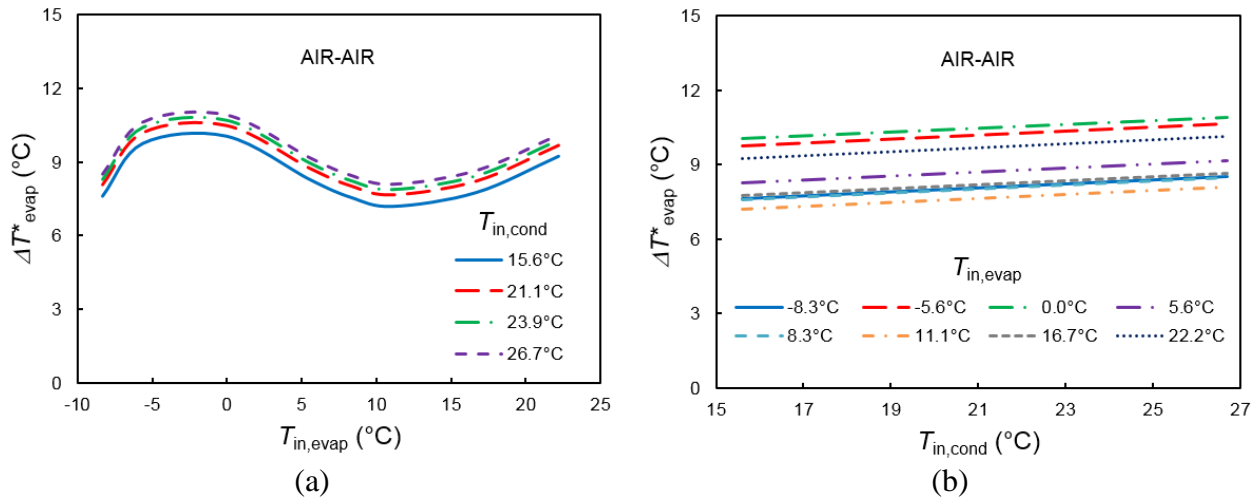 15
12
9
6
3
0
ΔT*evap (°C)
AIR-AIR
Tin,cond
15.6°C
21.1°C
23.9°C
26.7°C
-10 -5 0 5 10 15 20 25
Tin,evap (°C)
(a)
15
12
9
6
3
0
ΔT*evap (°C)
AIR-AIR
Tin,evap
-8.3°C -5.6°C 0.0°C 5.6°C
8.3°C 11.1°C 16.7°C 22.2°C
15 17 19 21 23 25 27
Tin,cond (°C)
(b)